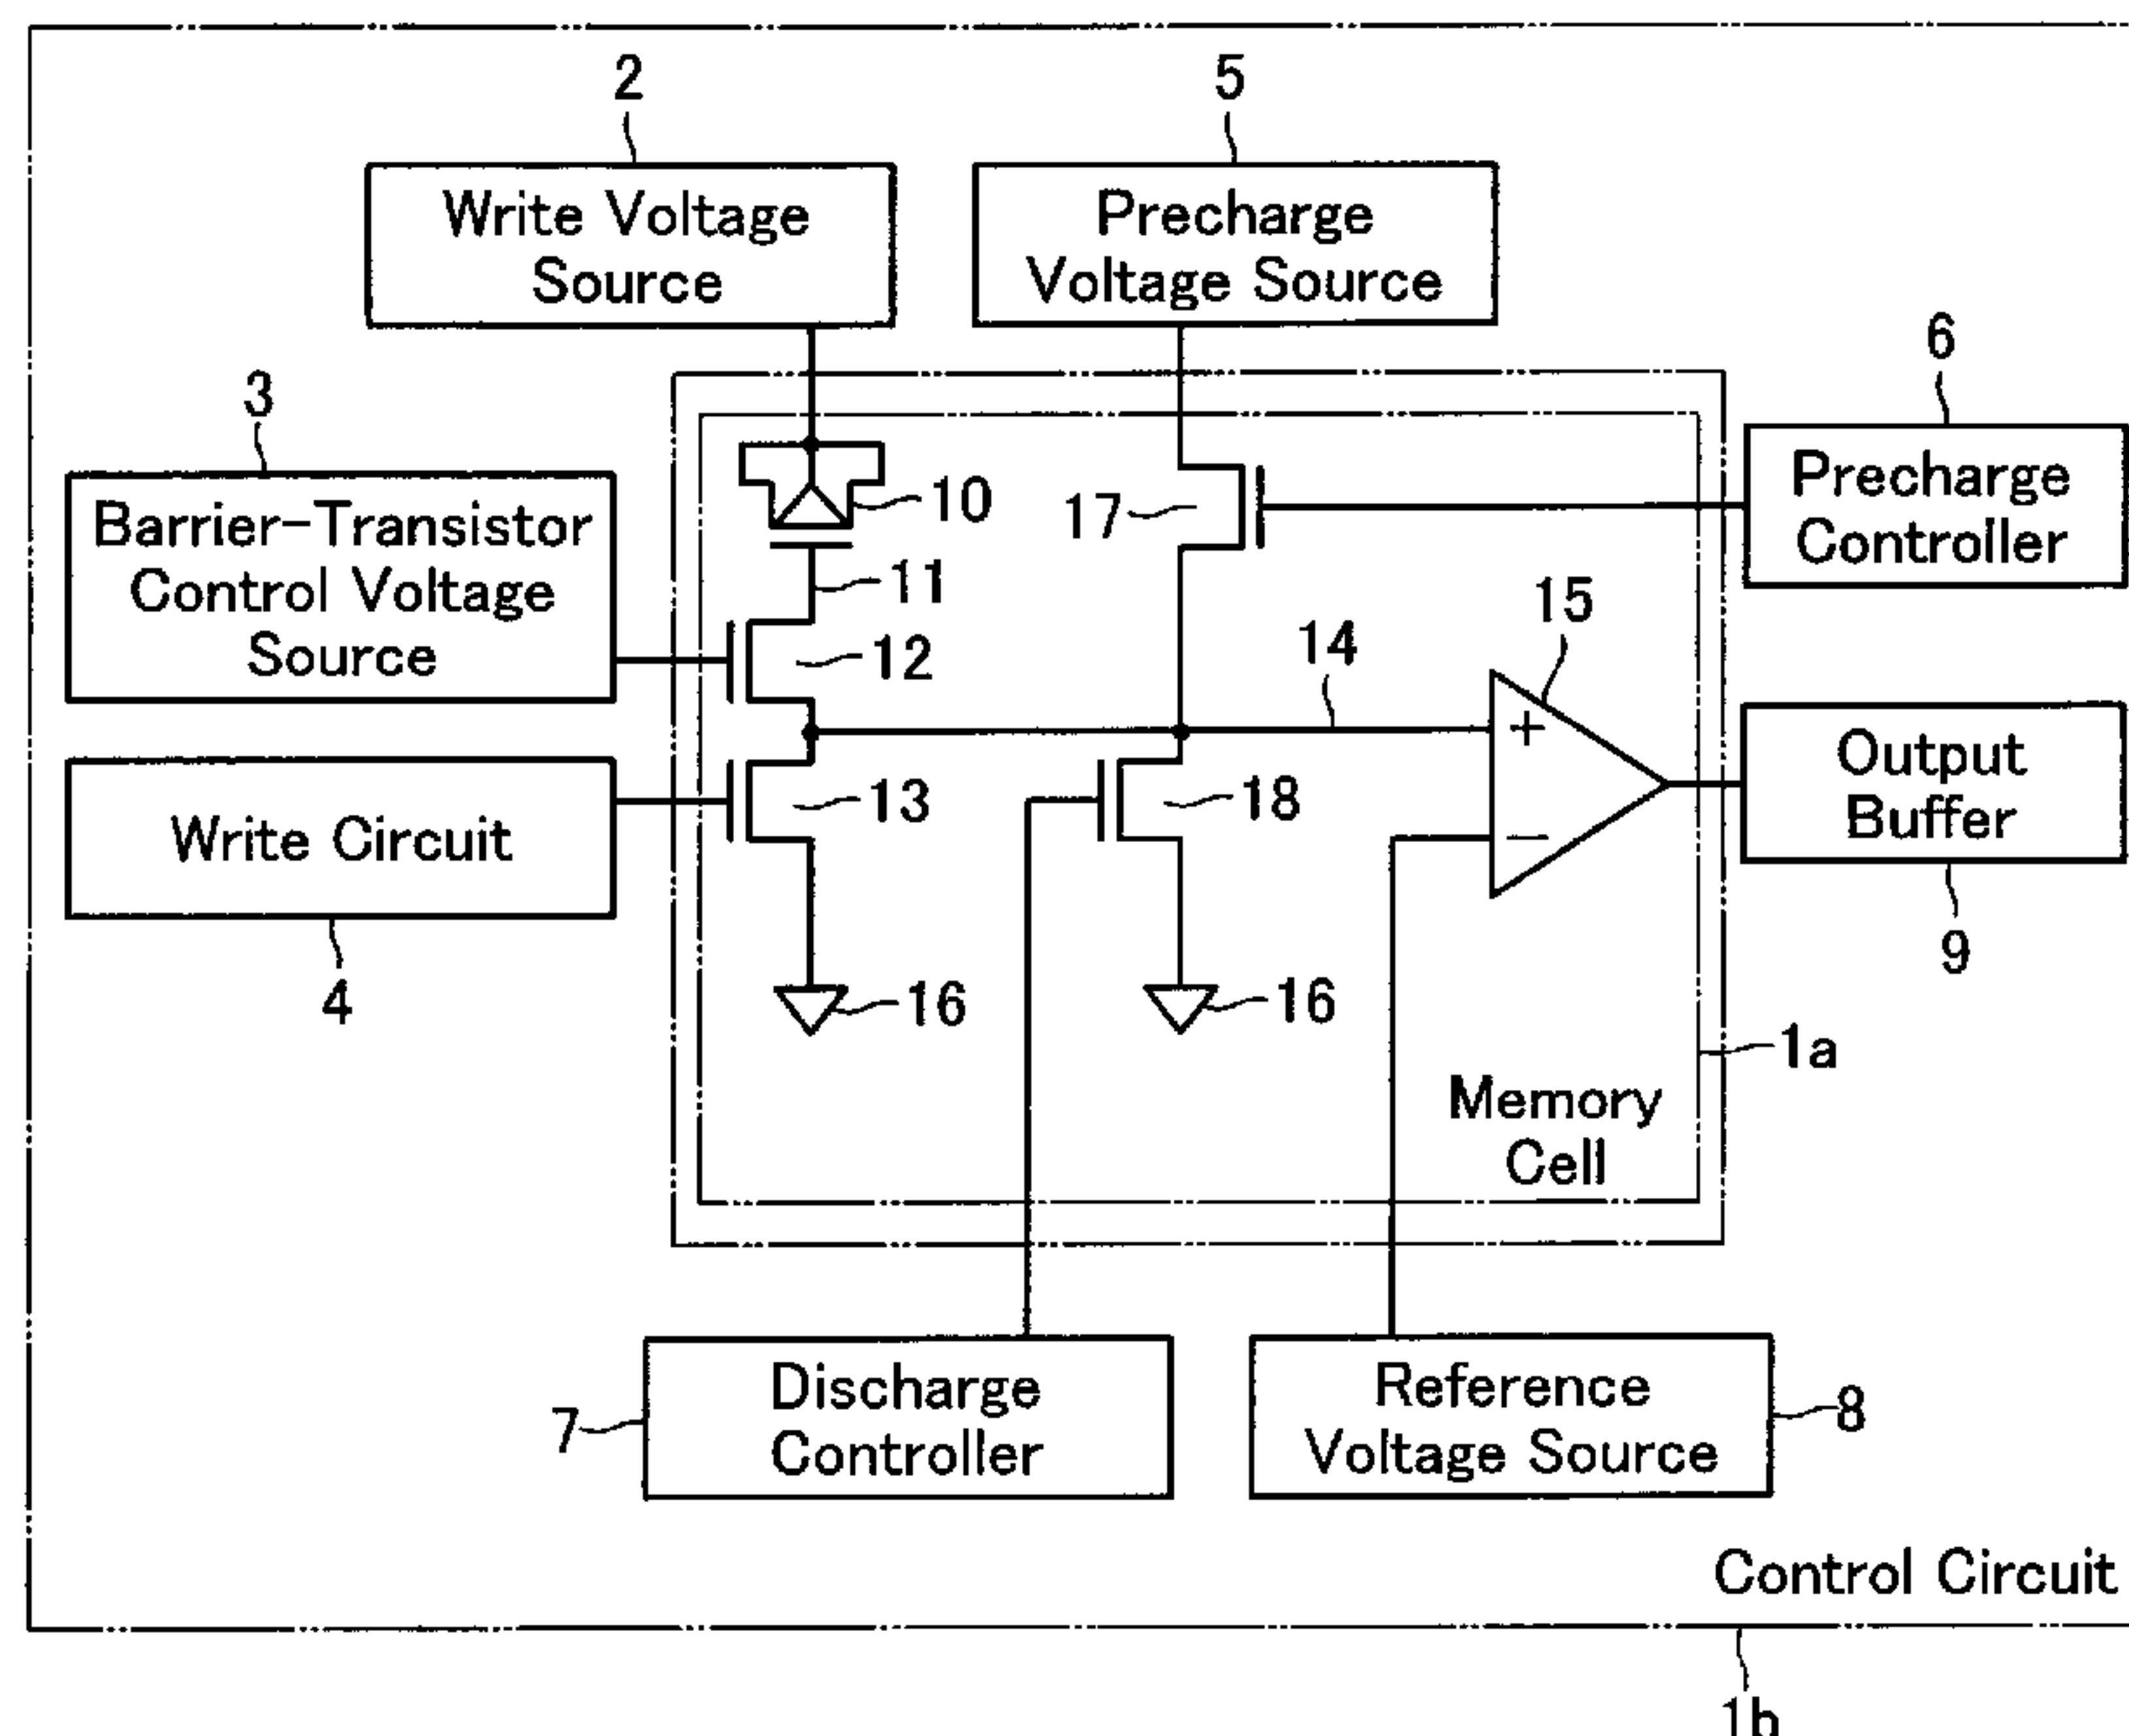 2
5
Write Voltage
Source
Precharge
Voltage Source
6
3
Precharge
Controller
10
17
Barrier-Transistor
Control Voltage
Source
11
15
12
14
Output
Buffer
13
18
+
−
Write Circuit
9
4
16
16
1a
Memory
Cell
7
Discharge
Controller
Reference
Voltage Source
8
Control Circuit
1b